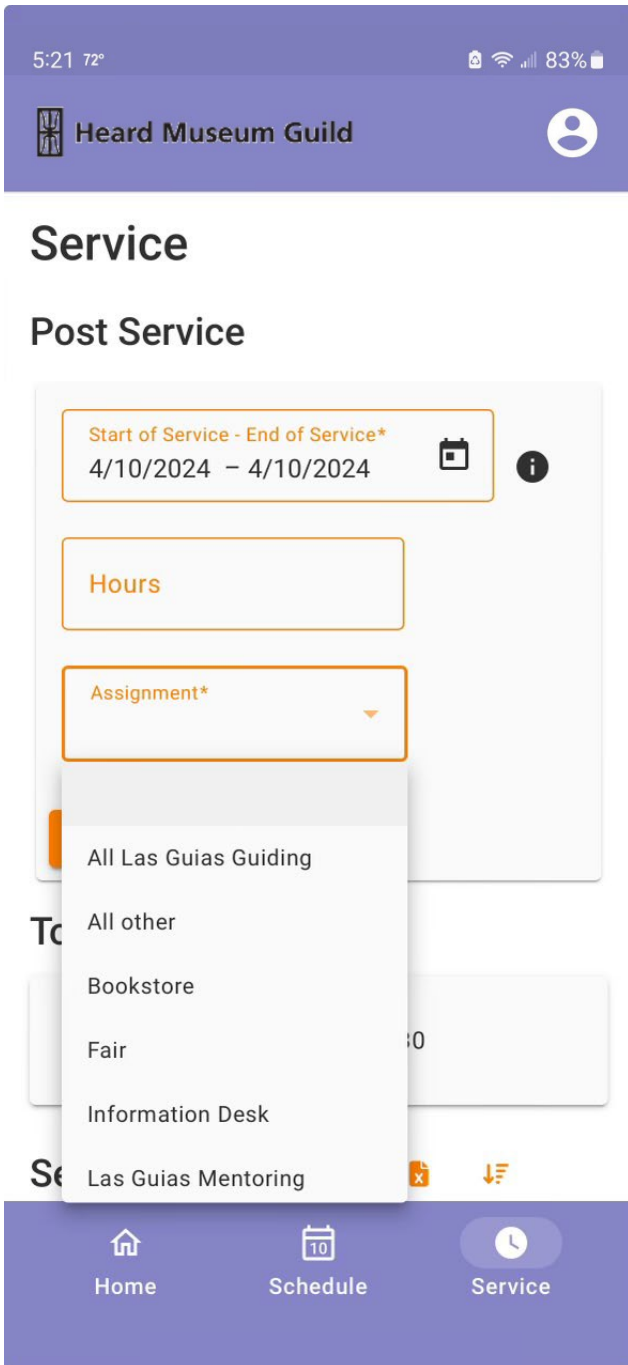 5:21 72° 83%
Heard Museum Guild
Service
Post Service
Start of Service - End of Service*
4/10/2024 – 4/10/2024
Hours
Assignment*
All Las Guias Guiding
All other
Bookstore
Fair
Information Desk
Las Guias Mentoring
10
Home Schedule Service